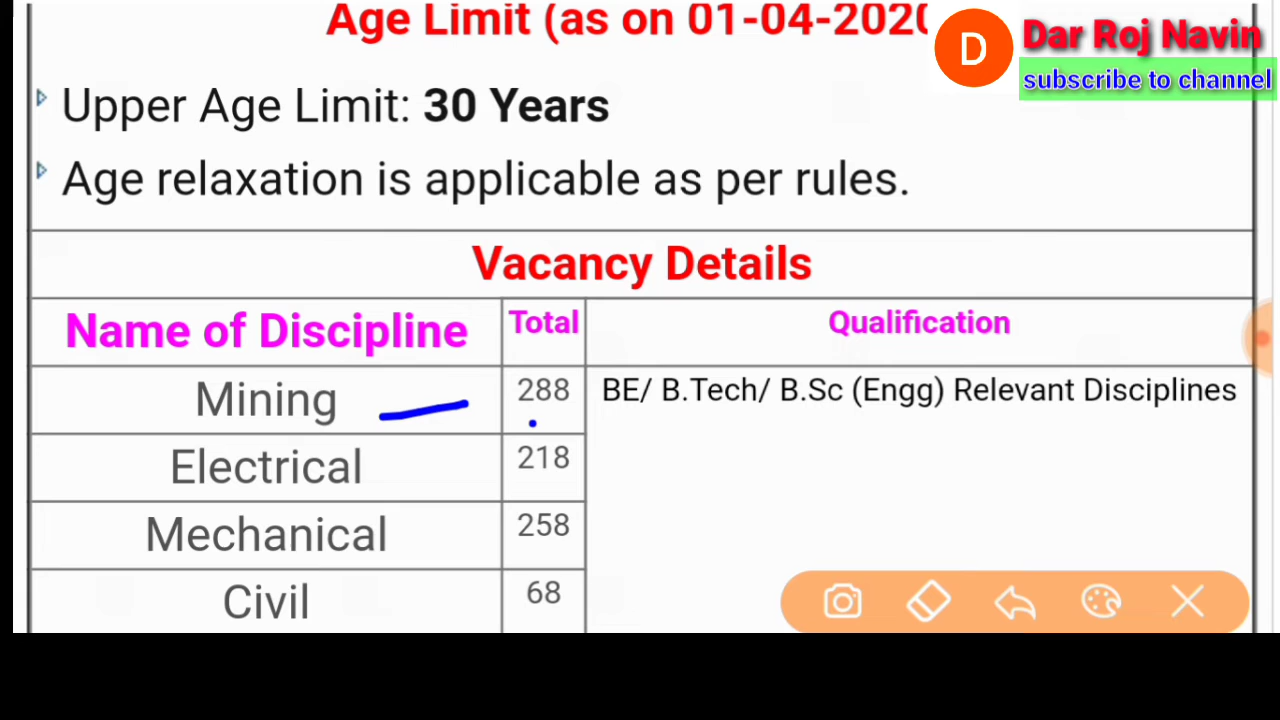 Age Limit (as on 01-04-2020
D
Dar Roj Navin
subscribe to channel
Upper Age Limit: 30 Years
Age relaxation is applicable as per rules.
Vacancy Details
Name of Discipline Total Qualification
Mining 288 BE/ B.Tech/ B.Sc (Engg) Relevant Disciplines
Electrical 218
Mechanical 258
Civil 68